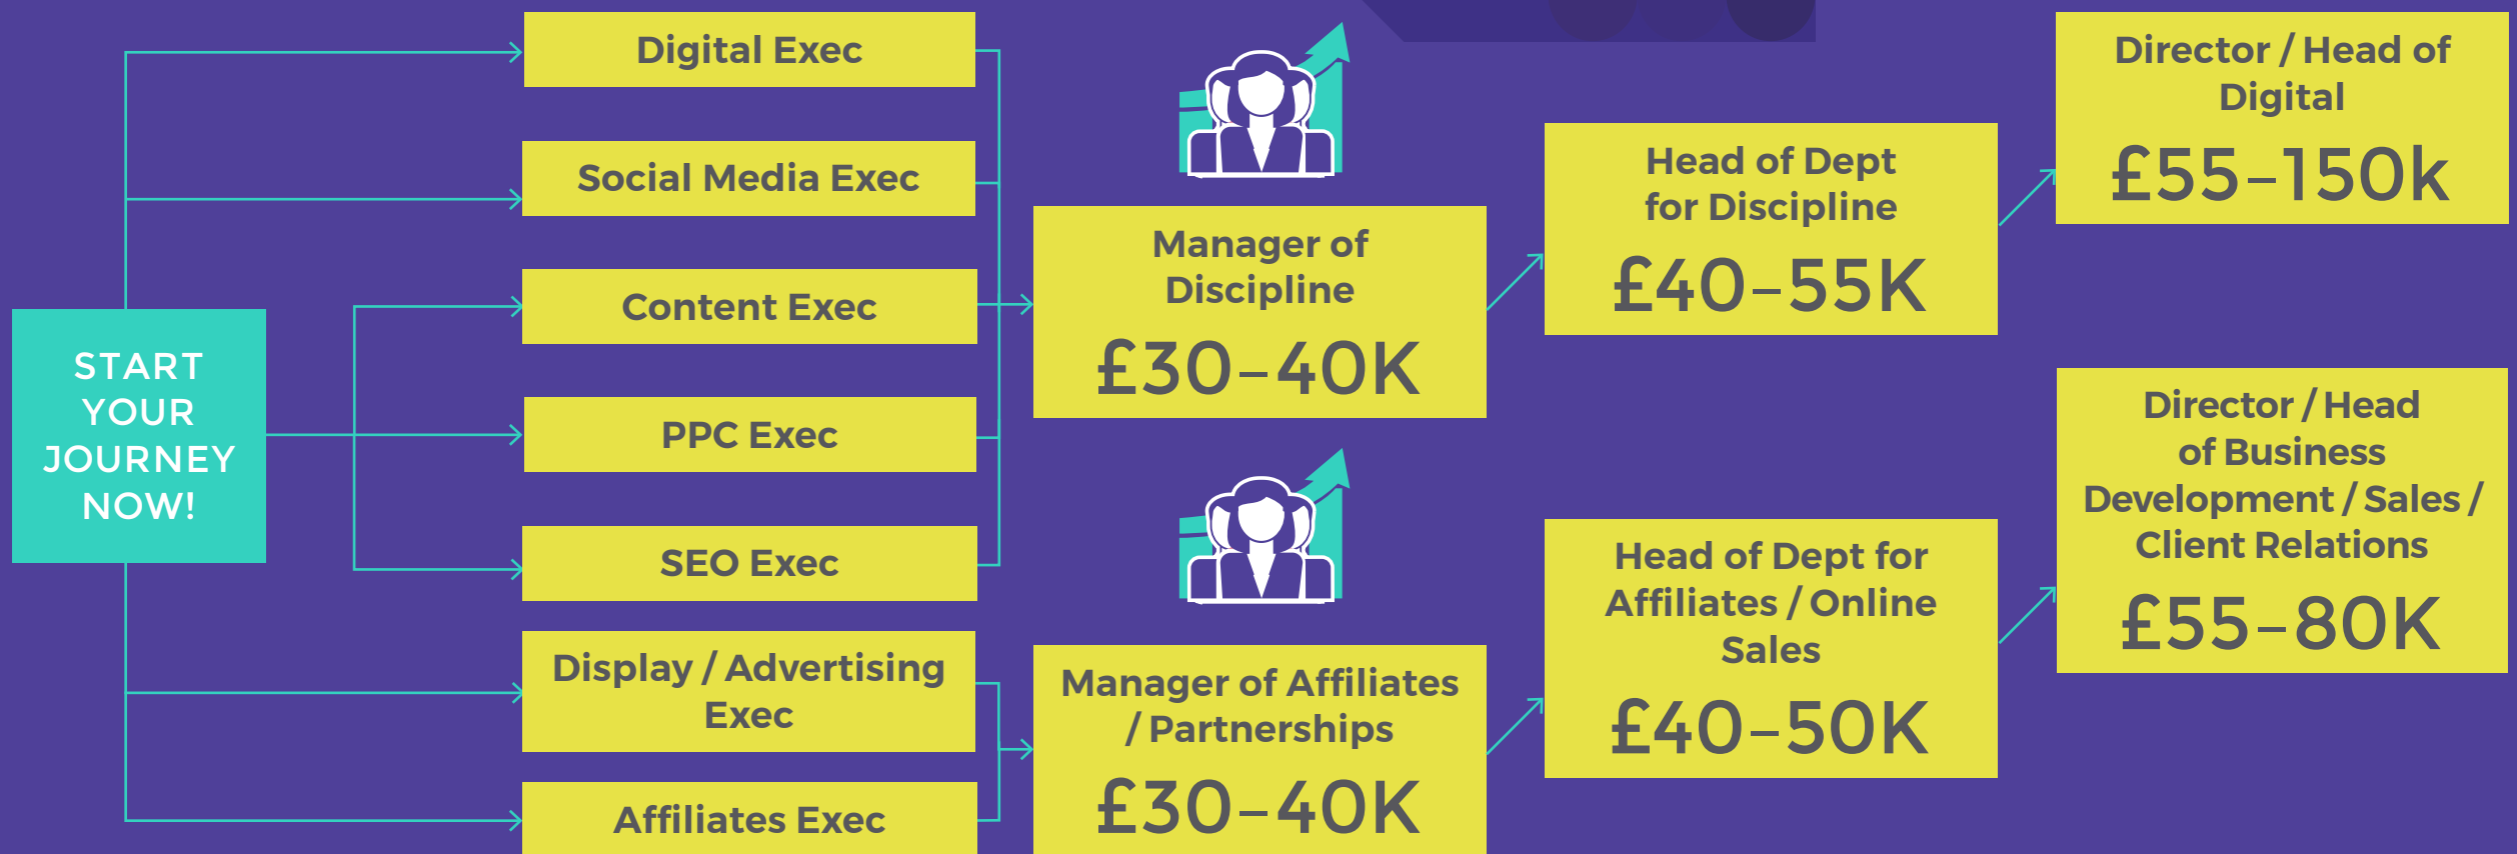 START
YOUR
JOURNEY
NOW!
Digital Exec
Social Media Exec
Content Exec
PPC Exec
SEO Exec
Display / Advertising
Exec
Affiliates Exec
Manager of
Discipline
£30–40K
Manager of Affiliates
/ Partnerships
£30–40K
Head of Dept
for Discipline
£40–55K
Head of Dept for
Affiliates / Online
Sales
£40–50K
Director / Head of
Digital
£55–150k
Director / Head
of Business
Development / Sales /
Client Relations
£55–80K